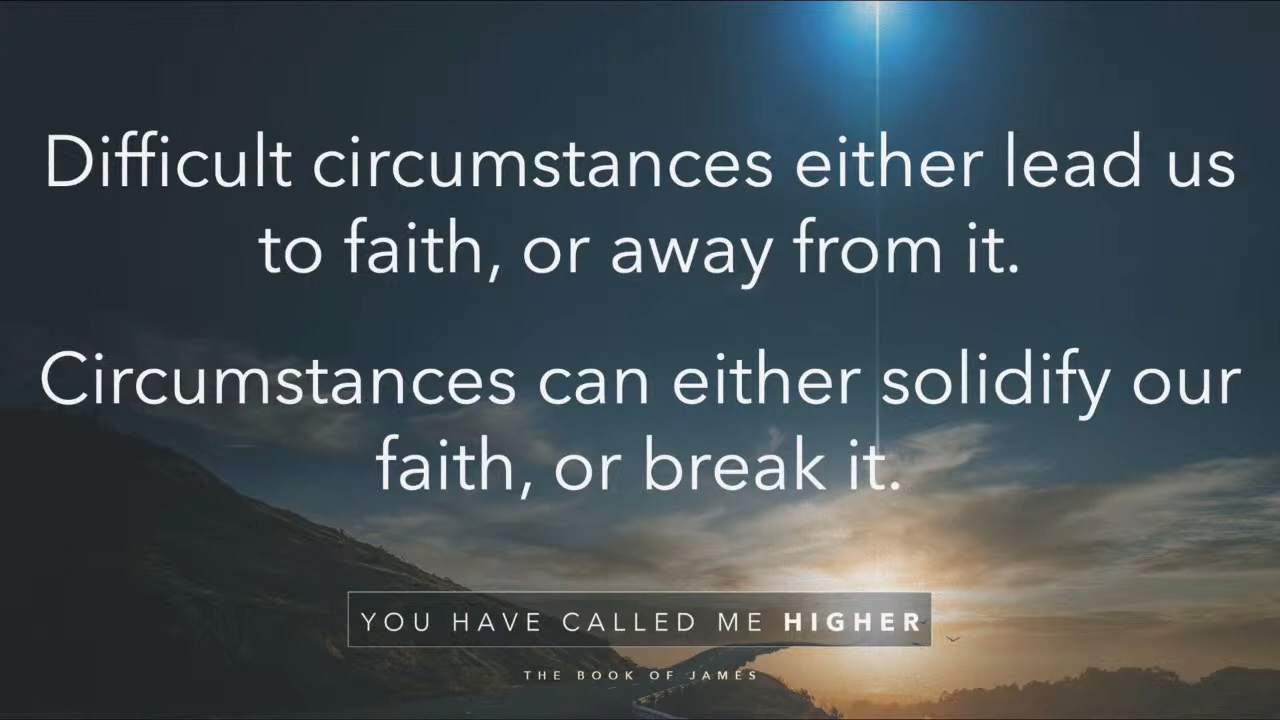 Difficult circumstances either lead us
to faith, or away from it.
Circumstances can either solidify our
faith, or break it.
YOU HAVE CALLED ME HIGHER
THE BOOK OF JAMES